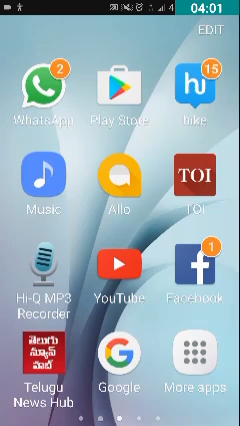 4 04:01
EDIT
2 15
WhatsApp Play Store hike
TOI
Music Allo TOI
1
Hi-Q MP3 YouTube Facebook
Recorder
తెలుగు
న్యూస్
హబ్
Telugu Google More apps
News Hub